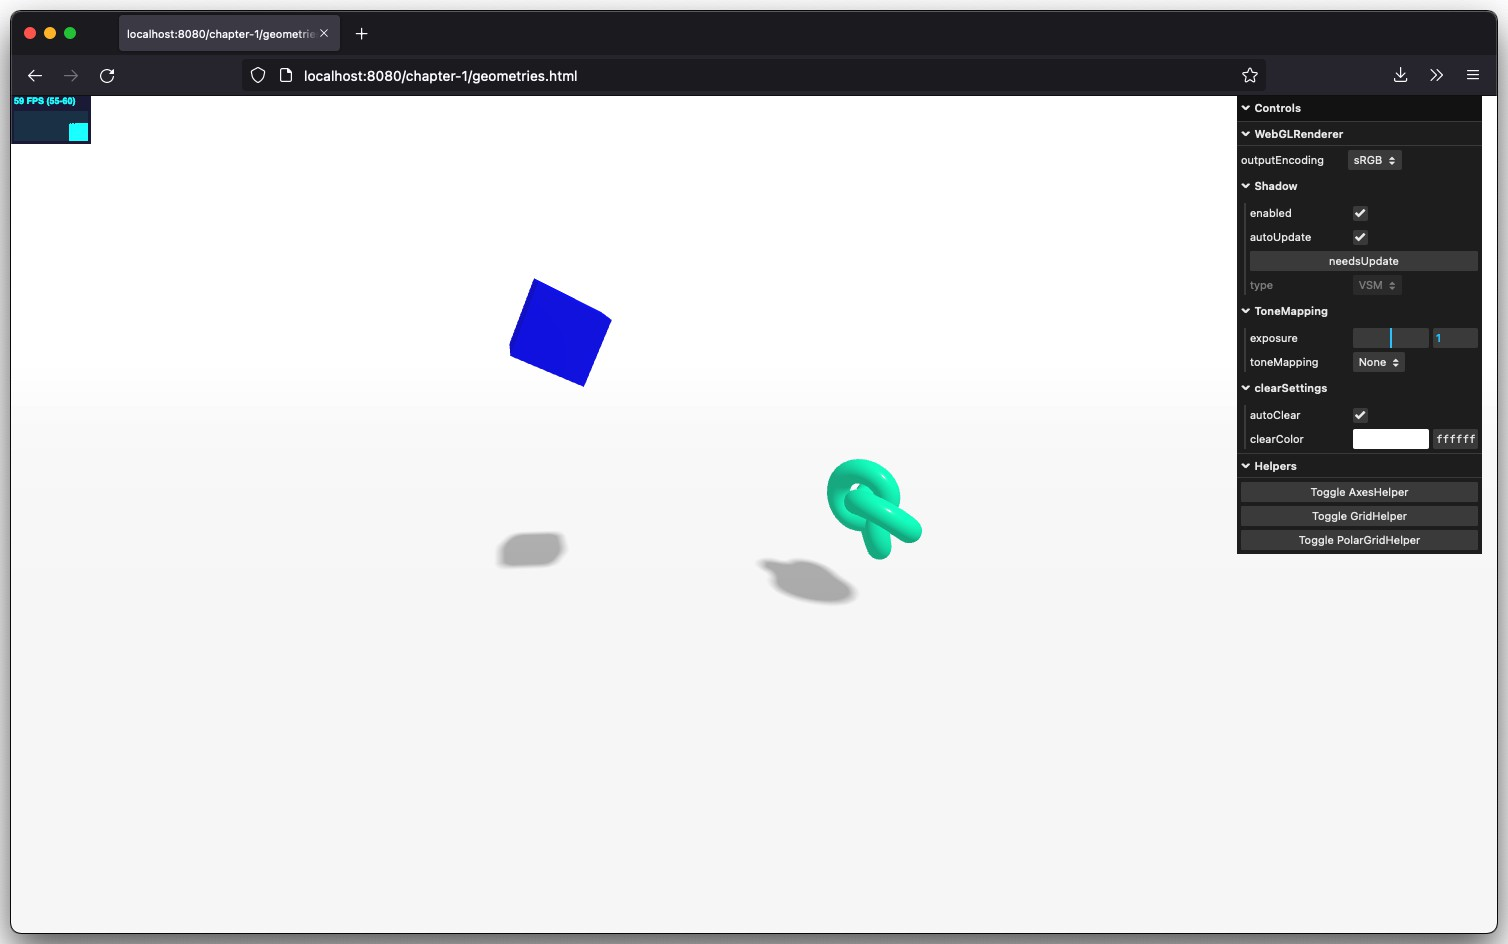 localhost:8080/chapter-1/geometrie
localhost:8080/chapter-1/geometries.html
59 FPS (55-60)
Controls
WebGLRenderer
outputEncoding sRGB
Shadow
enabled
autoUpdate
needsUpdate
type VSM
ToneMapping
exposure 1
toneMapping None
clearSettings
autoClear
clearColor ffffff
Helpers
Toggle AxesHelper
Toggle GridHelper
Toggle PolarGridHelper